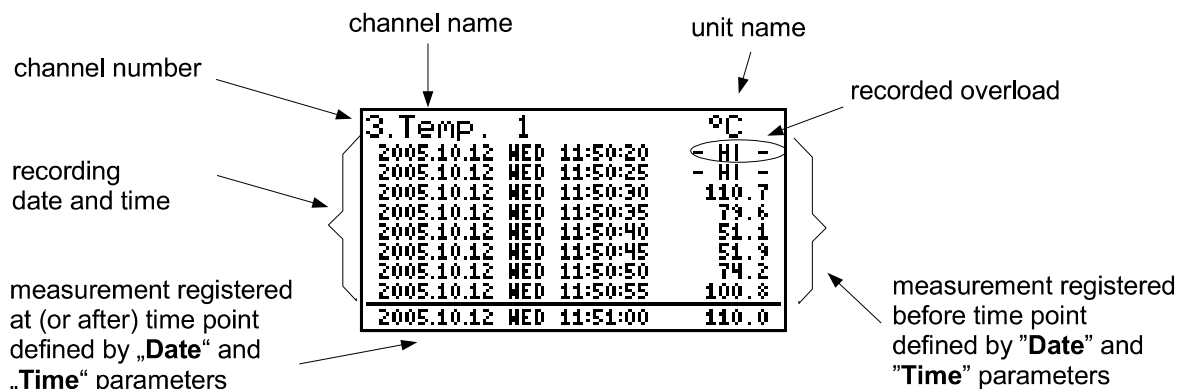 channel name
unit name
channel number
recorded overload
3.Temp. 1 °C
2005.10.12 WED 11:50:20 - HI -
2005.10.12 WED 11:50:25 - HI -
2005.10.12 WED 11:50:30 110.7
2005.10.12 WED 11:50:35 79.6
2005.10.12 WED 11:50:40 51.1
2005.10.12 WED 11:50:45 51.9
2005.10.12 WED 11:50:50 74.2
2005.10.12 WED 11:50:55 100.8
2005.10.12 WED 11:51:00 110.0
recording
date and time
measurement registered
at (or after) time point
defined by „Date“ and
„Time“ parameters
measurement registered
before time point
defined by ”Date” and
”Time” parameters